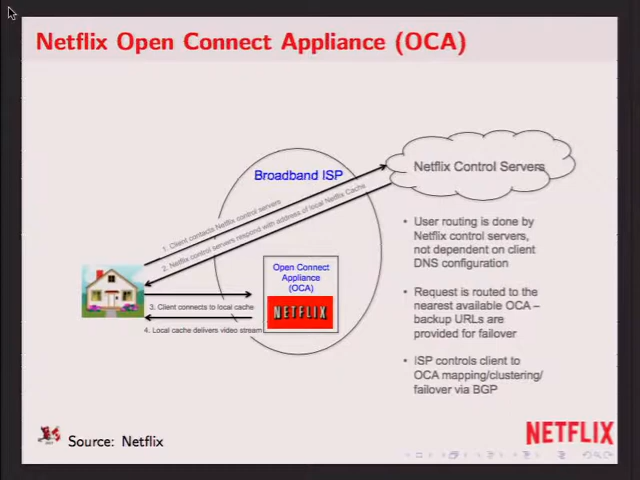 Netflix Open Connect Appliance (OCA)
Broadband ISP
Netflix Control Servers
1. Client contacts Netflix control servers
2. Netflix control servers respond with address of local Netflix Cache
Open Connect
Appliance
(OCA)
NETFLIX
3. Client connects to local cache
4. Local cache delivers video stream
• User routing is done by
Netflix control servers,
not dependent on client
DNS configuration
• Request is routed to the
nearest available OCA –
backup URLs are
provided for failover
• ISP controls client to
OCA mapping/clustering/
failover via BGP
Source: Netflix
NETFLIX